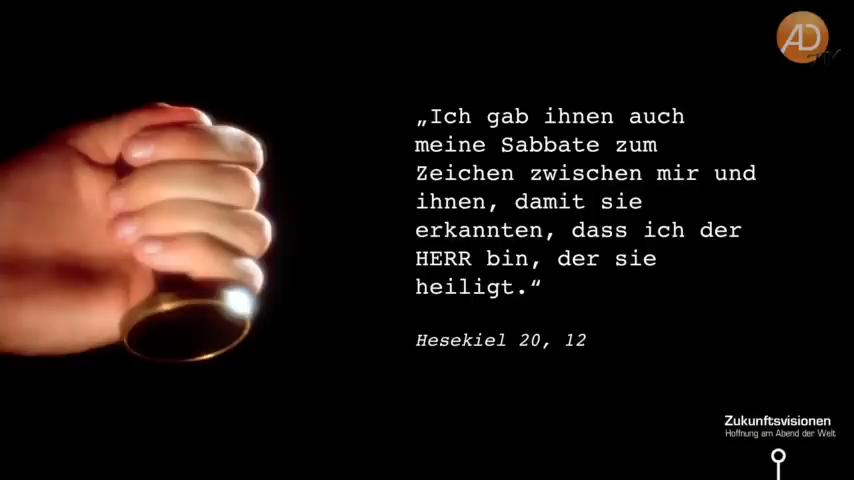 AD
TV
„Ich gab ihnen auch
meine Sabbate zum
Zeichen zwischen mir und
ihnen, damit sie
erkannten, dass ich der
HERR bin, der sie
heiligt.“
Hesekiel 20, 12
Zukunftsvisionen
Hoffnung am Abend der Welt